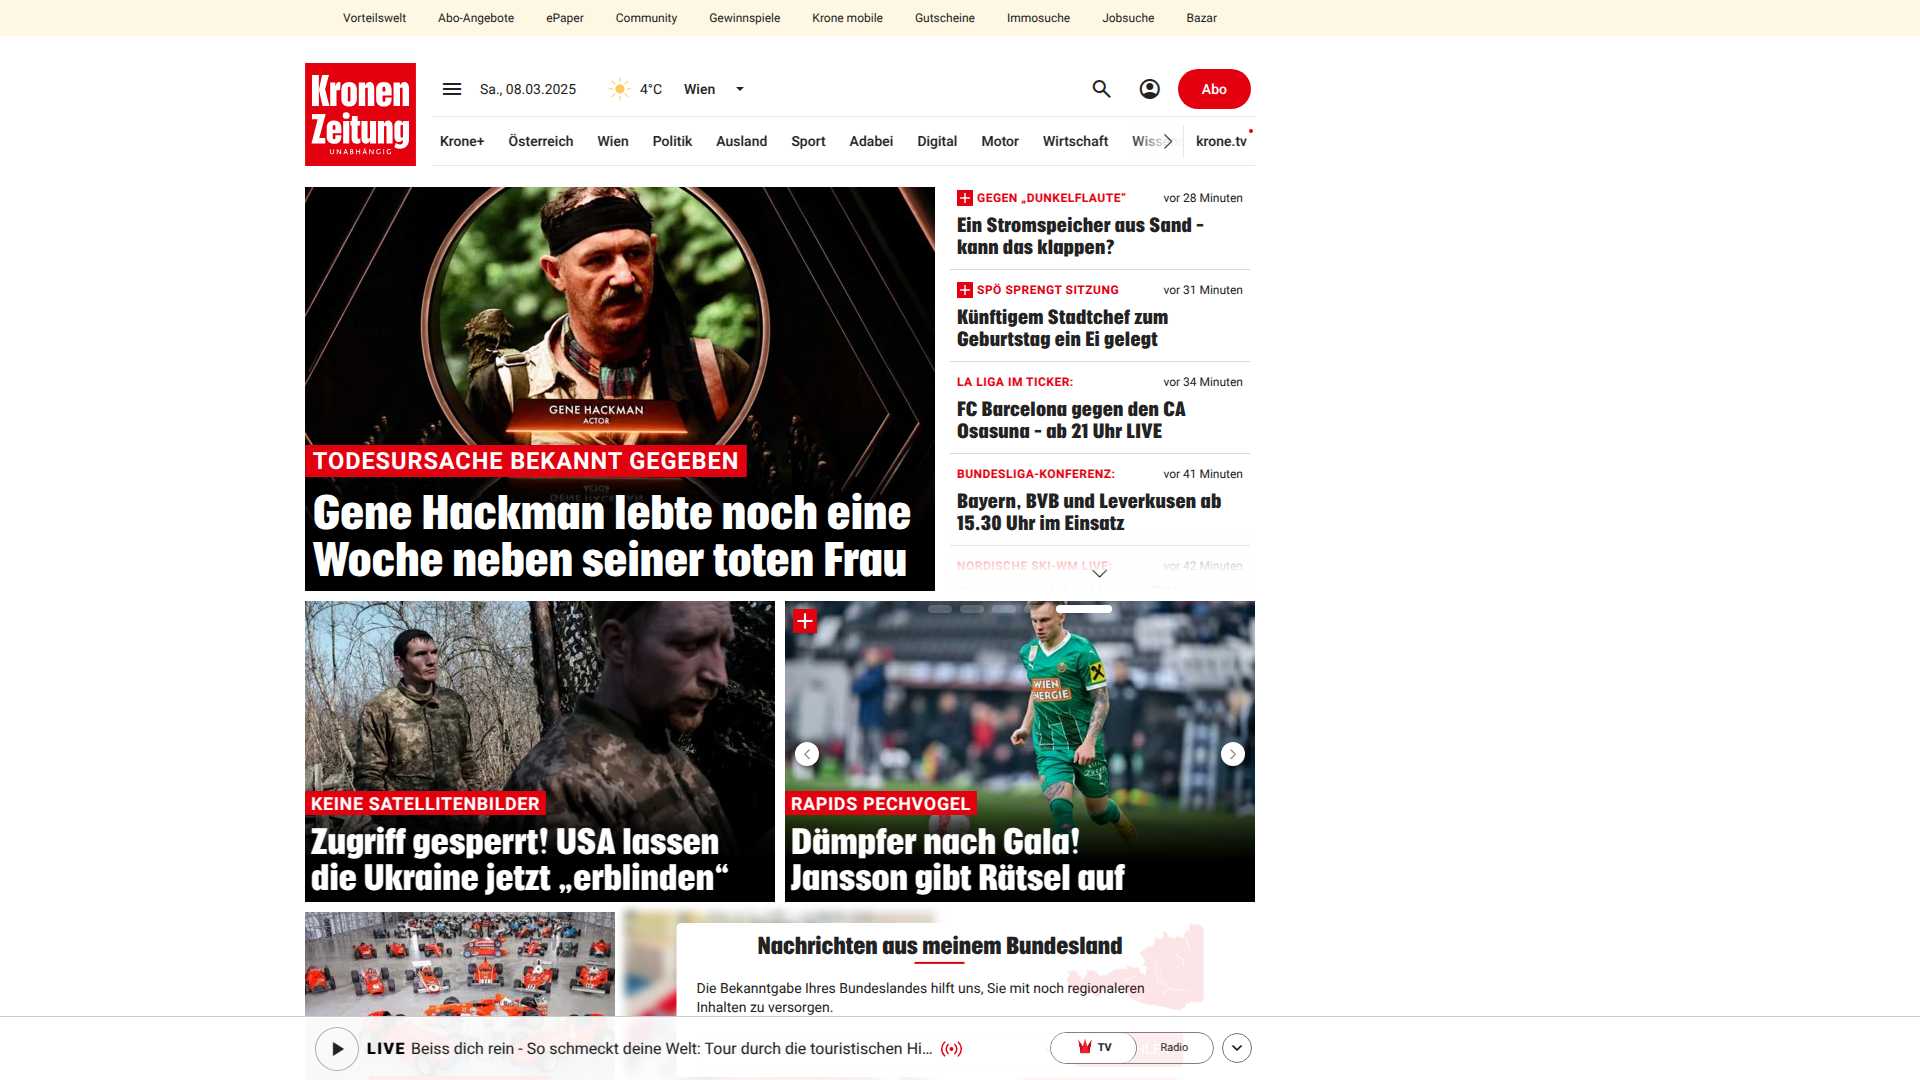 Vorteilswelt Abo-Angebote ePaper Community Gewinnspiele Krone mobile Gutscheine Immosuche Jobsuche Bazar
Kronen
Zeitung
UNABHÄNGIG
Sa., 08.03.2025 4°C Wien Abo
Krone+ Österreich Wien Politik Ausland Sport Adabei Digital Motor Wirtschaft krone.tv
GENE HACKMAN
ACTOR
TODESURSACHE BEKANNT GEGEBEN
Gene Hackman lebte noch eine
Woche neben seiner toten Frau
GEGEN „DUNKELFLAUTE“ vor 28 Minuten
Ein Stromspeicher aus Sand –
kann das klappen?
SPÖ SPRENGT SITZUNG vor 31 Minuten
Künftigem Stadtchef zum
Geburtstag ein Ei gelegt
LA LIGA IM TICKER: vor 34 Minuten
FC Barcelona gegen den CA
Osasuna – ab 21 Uhr LIVE
BUNDESLIGA-KONFERENZ: vor 41 Minuten
Bayern, BVB und Leverkusen ab
15.30 Uhr im Einsatz
NORDISCHE SKI-WM LIVE: vor 42 Minuten
KEINE SATELLITENBILDER
Zugriff gesperrt! USA lassen
die Ukraine jetzt „erblinden“
WIEN
ENERGIE
RAPIDS PECHVOGEL
Dämpfer nach Gala!
Jansson gibt Rätsel auf
Nachrichten aus meinem Bundesland
Die Bekanntgabe Ihres Bundeslandes hilft uns, Sie mit noch regionaleren
Inhalten zu versorgen.
LIVE Beiss dich rein - So schmeckt deine Welt: Tour durch die touristischen Hi... TV Radio